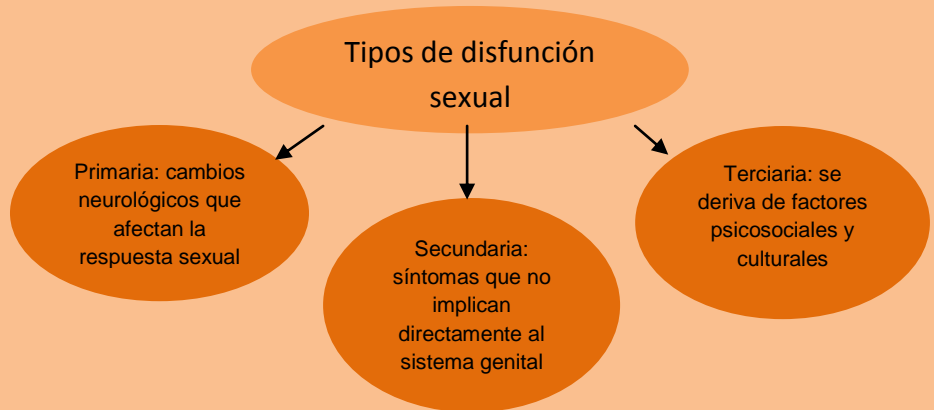 Tipos de disfunción
sexual
Primaria: cambios
neurológicos que
afectan la
respuesta sexual
Secundaria:
síntomas que no
implican
directamente al
sistema genital
Terciaria: se
deriva de factores
psicosociales y
culturales